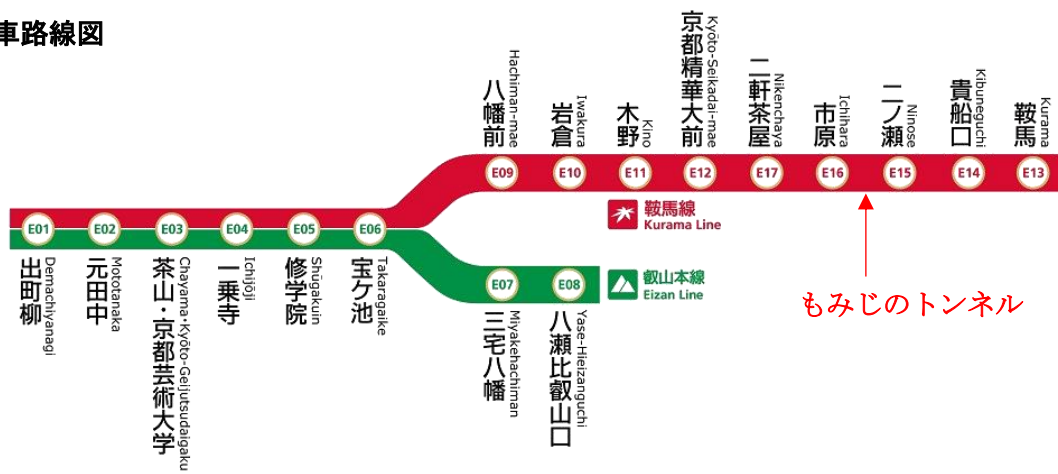 車路線図
八幡前
Hachiman-mae
岩倉
Iwakura
木野
Kino
京都精華大前
Kyōto-Seikadai-mae
二軒茶屋
Nikenchaya
市原
Ichihara
二ノ瀬
Ninose
貴船口
Kibuneguchi
鞍馬
Kurama
E09
E10
E11
E12
E17
E16
E15
E14
E13
鞍馬線
Kurama Line
E01
E02
E03
E04
E05
E06
出町柳
Demachiyanagi
元田中
Mototanaka
茶山・京都芸術大学
Chayama・Kyōto-Geijutsudaigaku
一乗寺
Ichijōji
修学院
Shūgakuin
宝ケ池
Takaragaike
E07
E08
叡山本線
Eizan Line
三宅八幡
Miyakehachiman
八瀬比叡山口
Yase-Hieizanguchi
もみじのトンネル